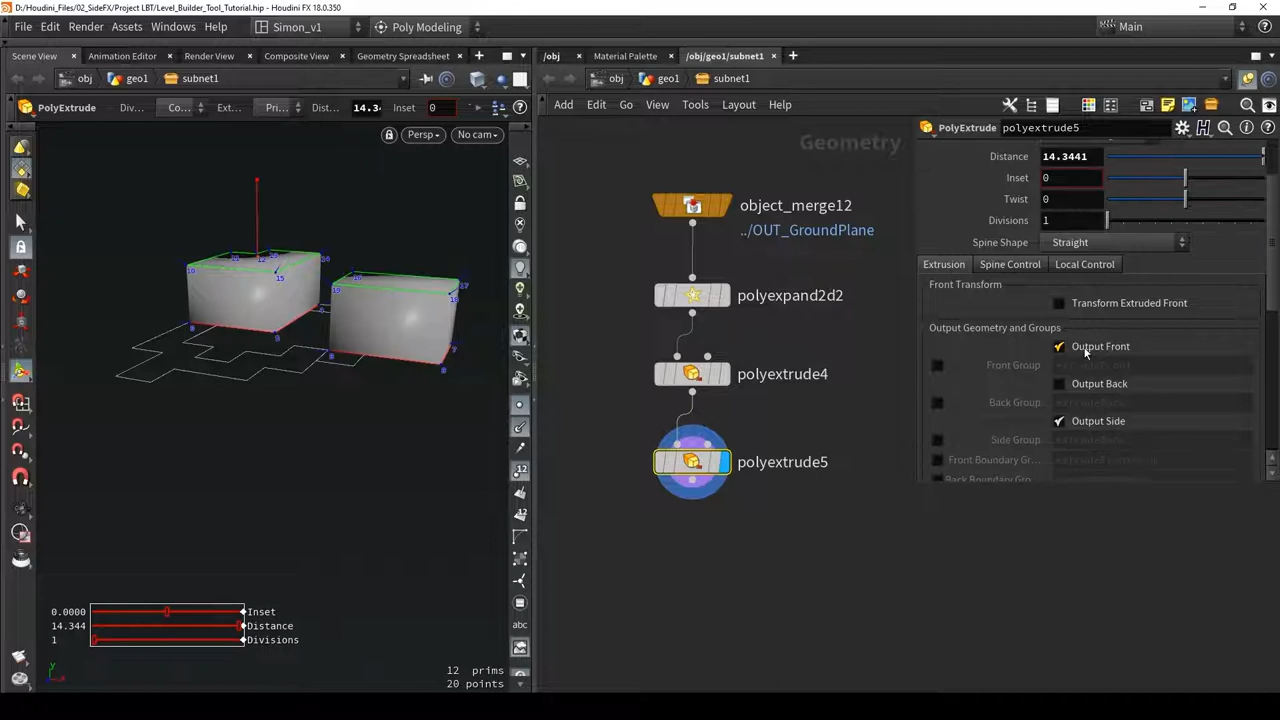 D:/Houdini_Files/02_SideFX/Project LBT/Level_Builder_Tool_Tutorial.hip - Houdini FX 18.0.350
File Edit Render Assets Windows Help Simon_v1 Poly Modeling Main
Scene View Animation Editor Render View Composite View Geometry Spreadsheet
/obj Material Palette /obj/geo1/subnet1
obj geo1 subnet1
obj geo1 subnet1
PolyExtrude Div... Co... Ext... Pri... Dist... 14.34 Inset 0
Add Edit Go View Tools Layout Help
Persp No cam
Geometry
PolyExtrude polyextrude5
Distance 14.3441
Inset 0
Twist 0
Divisions 1
Spine Shape Straight
Extrusion Spine Control Local Control
Front Transform
Transform Extruded Front
Output Geometry and Groups
Output Front
Front Group
Output Back
Back Group
Output Side
Side Group
Front Boundary Gr...
Back Boundary Gro...
object_merge12
../OUT_GroundPlane
polyexpand2d2
polyextrude4
polyextrude5
0.0000 Inset
14.344 Distance
1 Divisions
12 prims
20 points
12
12
abc
y